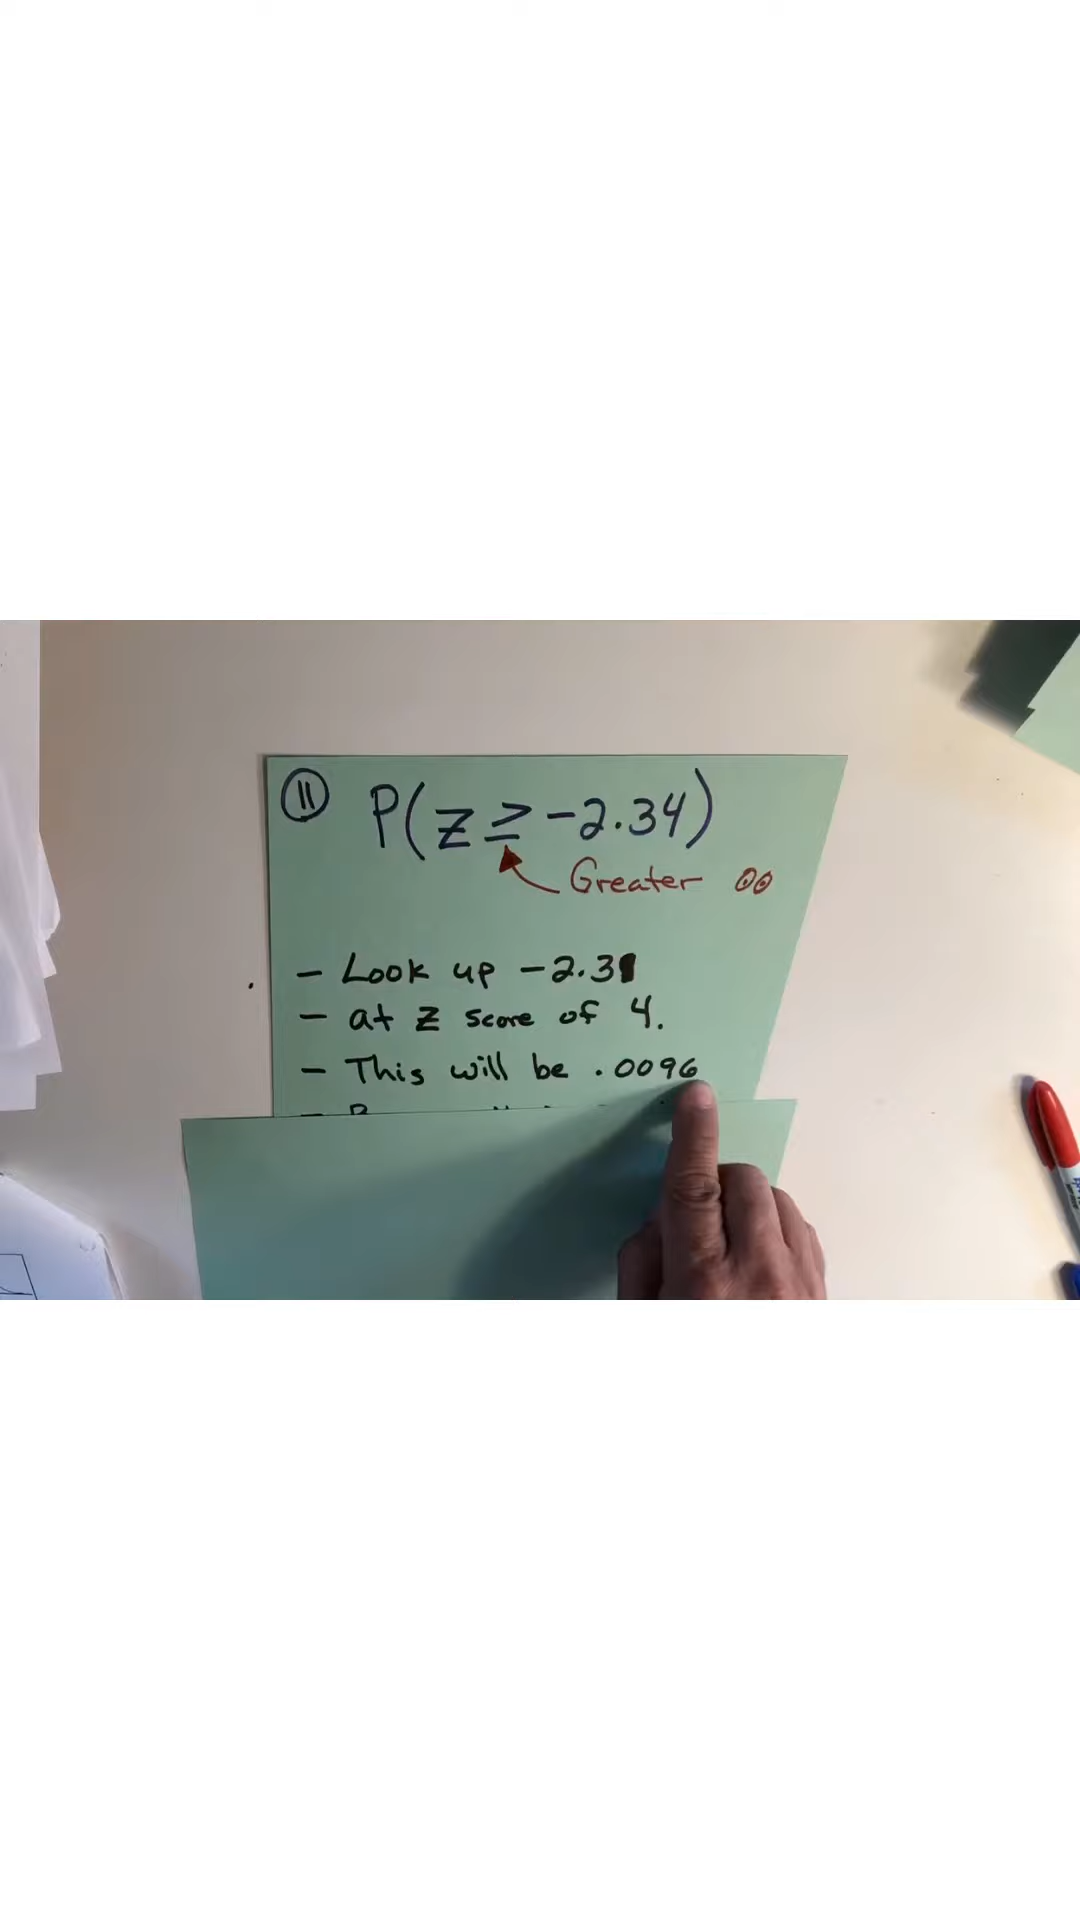 11 P(z ≥ -2.34)
Greater
- Look up -2.3
- at z score of 4.
- This will be .0096